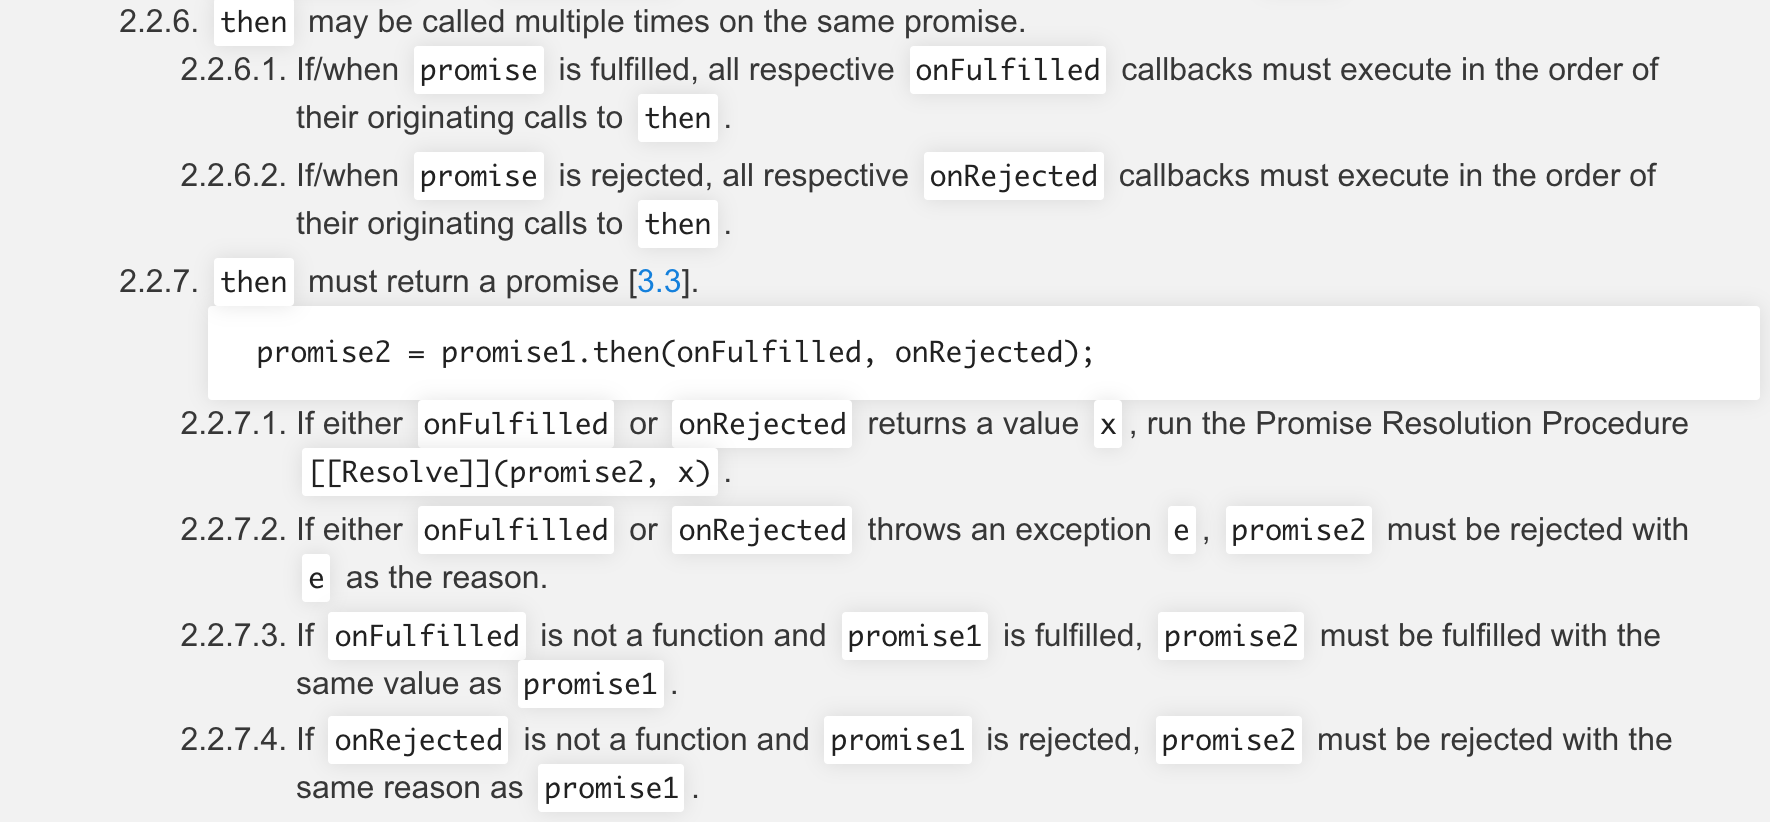 2.2.6. then may be called multiple times on the same promise.
2.2.6.1. If/when promise is fulfilled, all respective onFulfilled callbacks must execute in the order of
their originating calls to then .
2.2.6.2. If/when promise is rejected, all respective onRejected callbacks must execute in the order of
their originating calls to then .
2.2.7. then must return a promise [3.3].
promise2 = promise1.then(onFulfilled, onRejected);
2.2.7.1. If either onFulfilled or onRejected returns a value x , run the Promise Resolution Procedure
[[Resolve]](promise2, x) .
2.2.7.2. If either onFulfilled or onRejected throws an exception e , promise2 must be rejected with
e as the reason.
2.2.7.3. If onFulfilled is not a function and promise1 is fulfilled, promise2 must be fulfilled with the
same value as promise1 .
2.2.7.4. If onRejected is not a function and promise1 is rejected, promise2 must be rejected with the
same reason as promise1 .